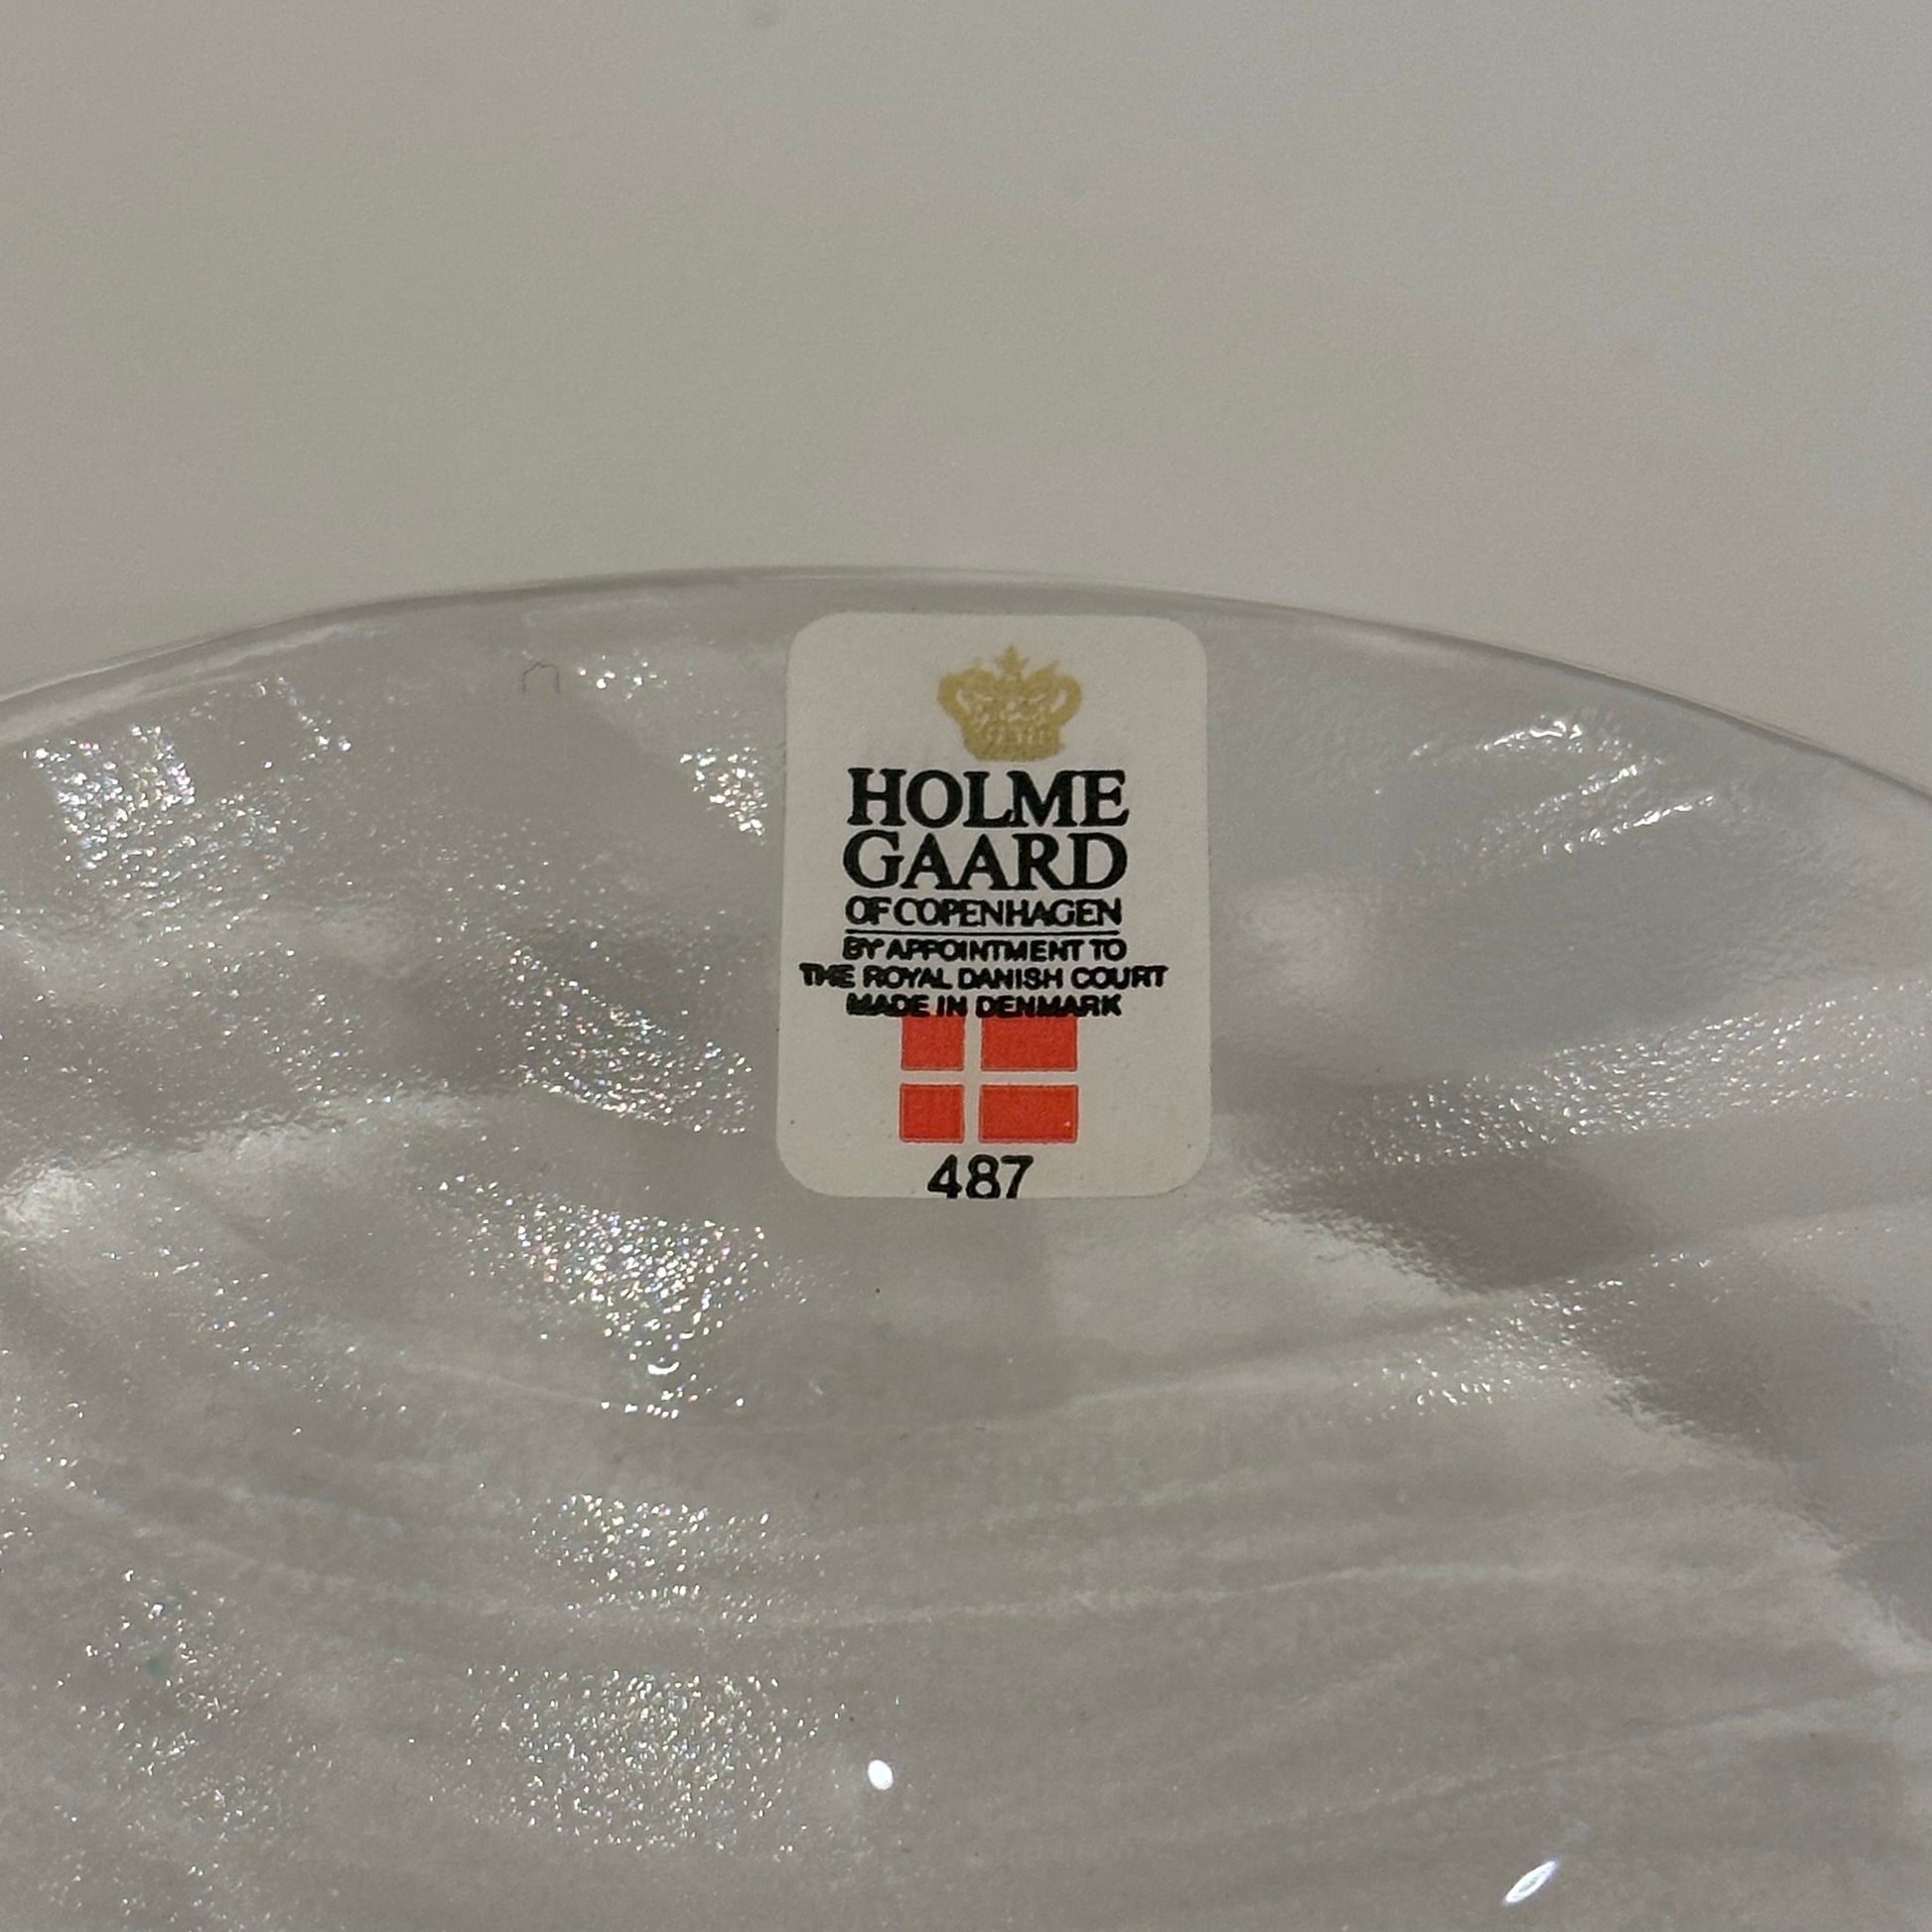 HOLME
GAARD
OF COPENHAGEN
BY APPOINTMENT TO
THE ROYAL DANISH COURT
MADE IN DENMARK
487